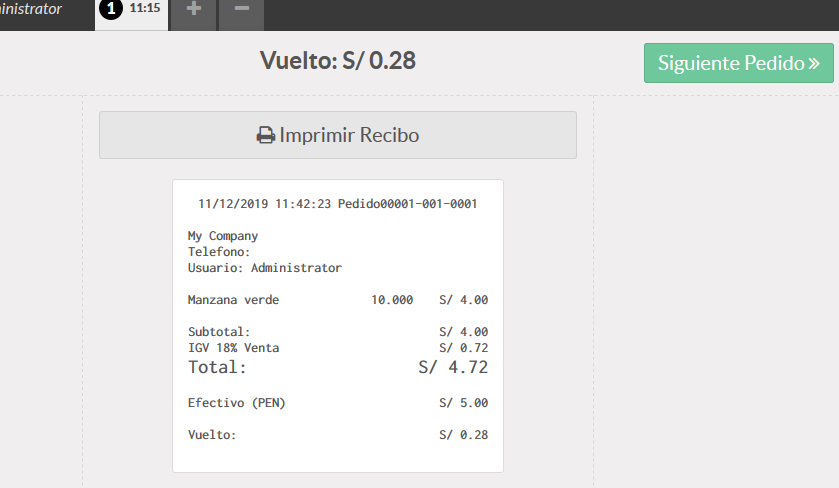 inistrator 1 11:15 + −
Vuelto: S/ 0.28
Siguiente Pedido »
Imprimir Recibo
11/12/2019 11:42:23 Pedido00001-001-0001
My Company
Telefono:
Usuario: Administrator
Manzana verde 10.000 S/ 4.00
Subtotal: S/ 4.00
IGV 18% Venta S/ 0.72
Total: S/ 4.72
Efectivo (PEN) S/ 5.00
Vuelto: S/ 0.28